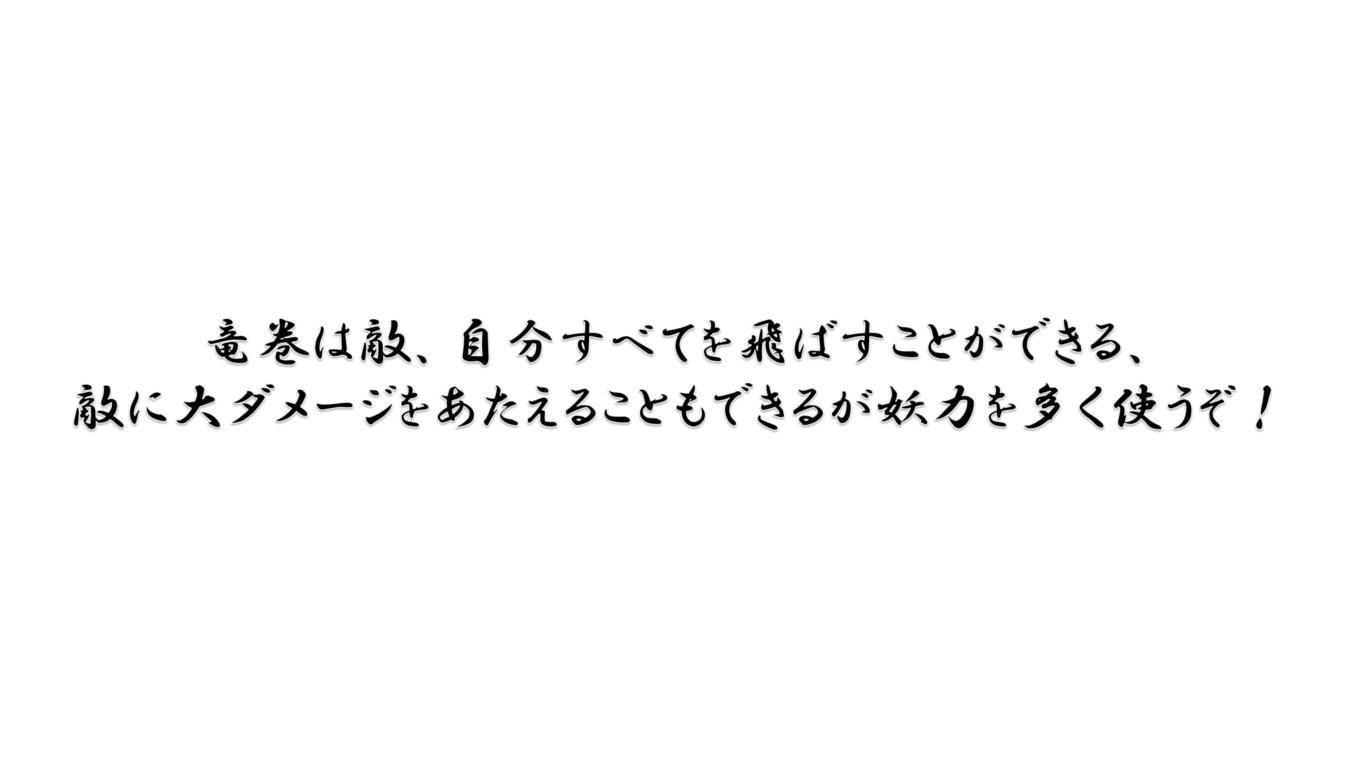 竜巻は敵、自分すべてを飛ばすことができる、
敵に大ダメージをあたえることもできるが妖力を多く使うぞ！